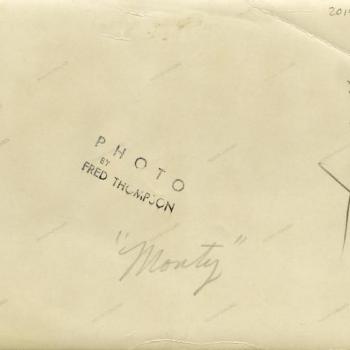 PHOTO
BY
FRED THOMPSON
"Monty"